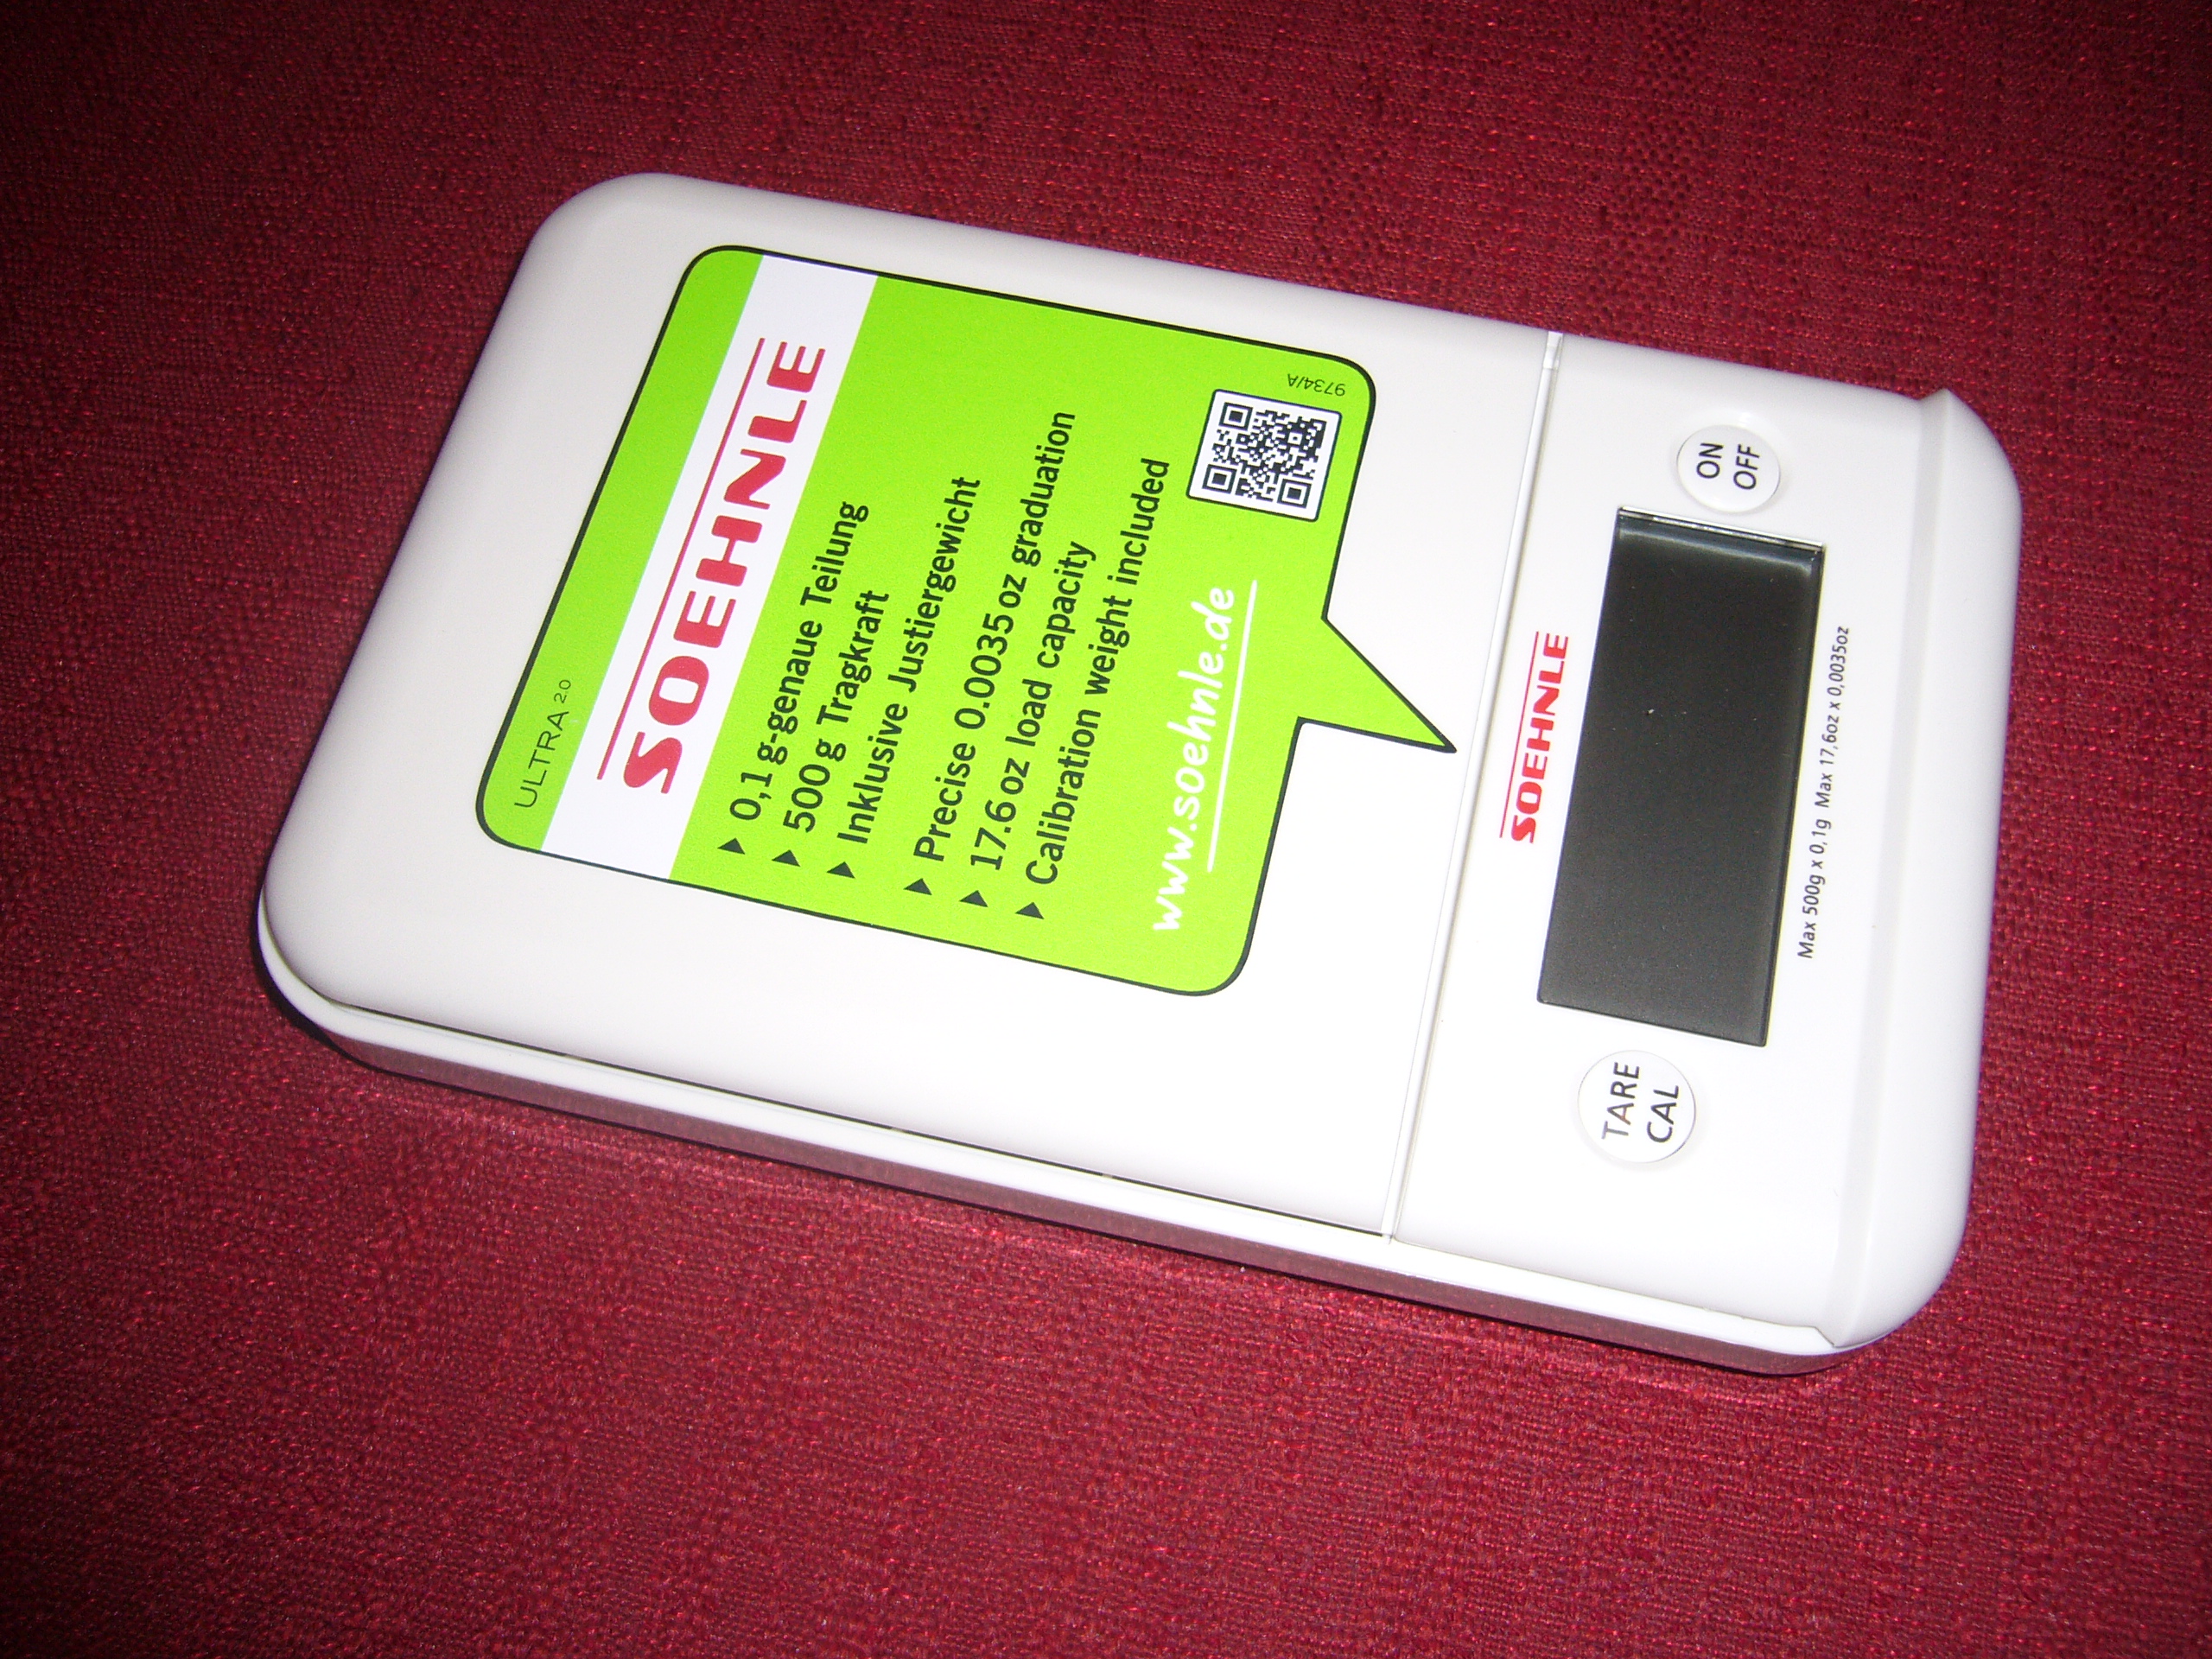 ULTRA 2.0
SOEHNLE
0,1 g-genaue Teilung
500 g Tragkraft
Inklusive Justiergewicht
Precise 0.0035 oz graduation
17.6 oz load capacity
Calibration weight included
www.soehnle.de
9734/A
SOEHNLE
TARE
CAL
ON
OFF
Max 500g x 0,1g Max 17,6oz x 0,0035oz